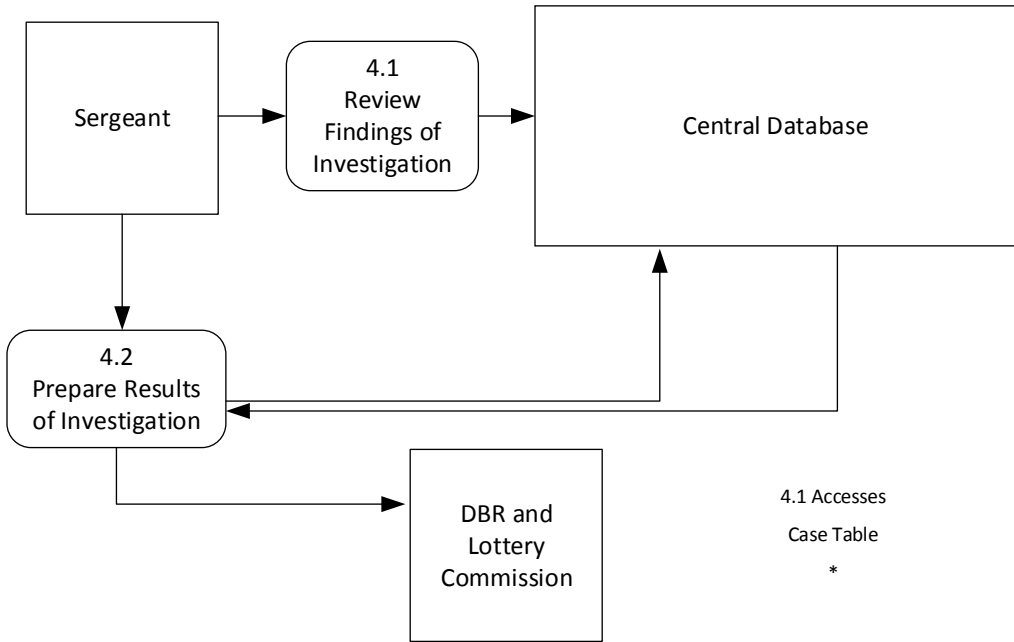 Sergeant
4.1
Review
Findings of
Investigation
Central Database
4.2
Prepare Results
of Investigation
DBR and
Lottery
Commission
4.1 Accesses
Case Table
*